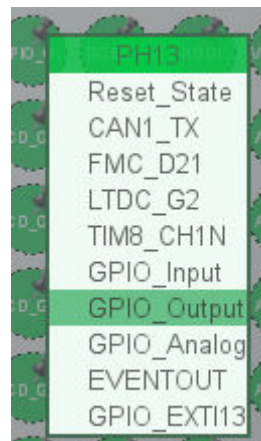 PH13
Reset_State
CAN1_TX
FMC_D21
LTDC_G2
TIM8_CH1N
GPIO_Input
GPIO_Output
GPIO_Analog
EVENTOUT
GPIO_EXTI13